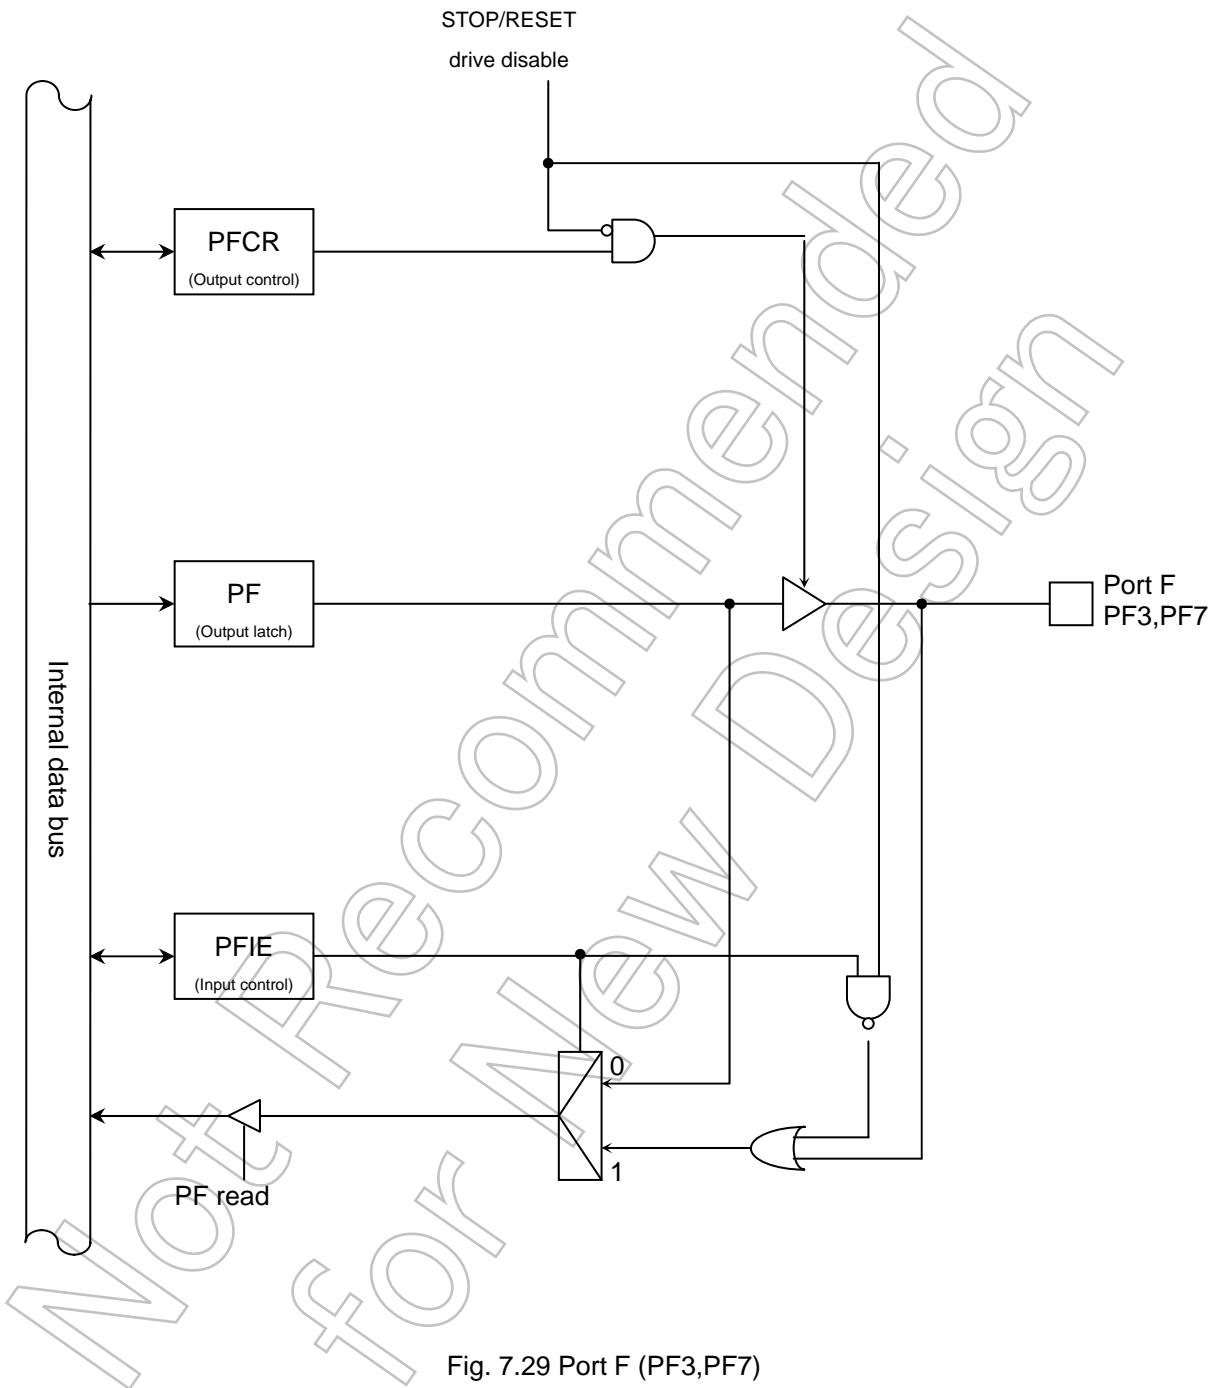 STOP/RESET
drive disable
PFCR
(Output control)
PF
(Output latch)
Port F
PF3,PF7
Internal data bus
PFIE
(Input control)
0
1
PF read
Not Recommended
for New Design
Fig. 7.29 Port F (PF3,PF7)